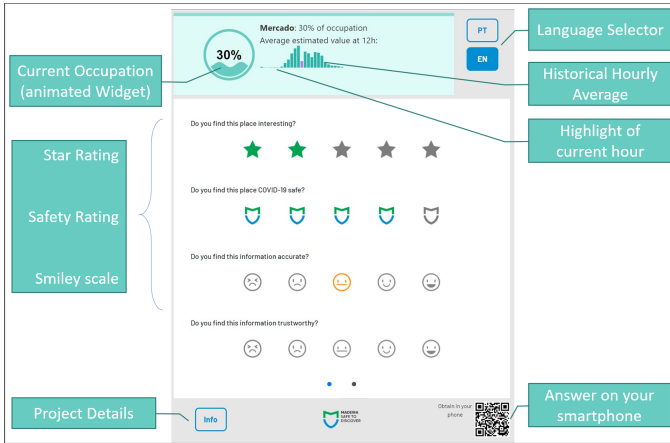 Mercado: 30% of occupation
Average estimated value at 12h:
30%
PT
EN
Language Selector
Current Occupation
(animated Widget)
Historical Hourly
Average
Highlight of
current hour
Do you find this place interesting?
Star Rating
Do you find this place COVID-19 safe?
Safety Rating
Do you find this information accurate?
Smiley scale
Do you find this information trustworthy?
Project Details
Info
MADEIRA
SAFE TO
DISCOVER
Obtain in your
phone
Answer on your
smartphone